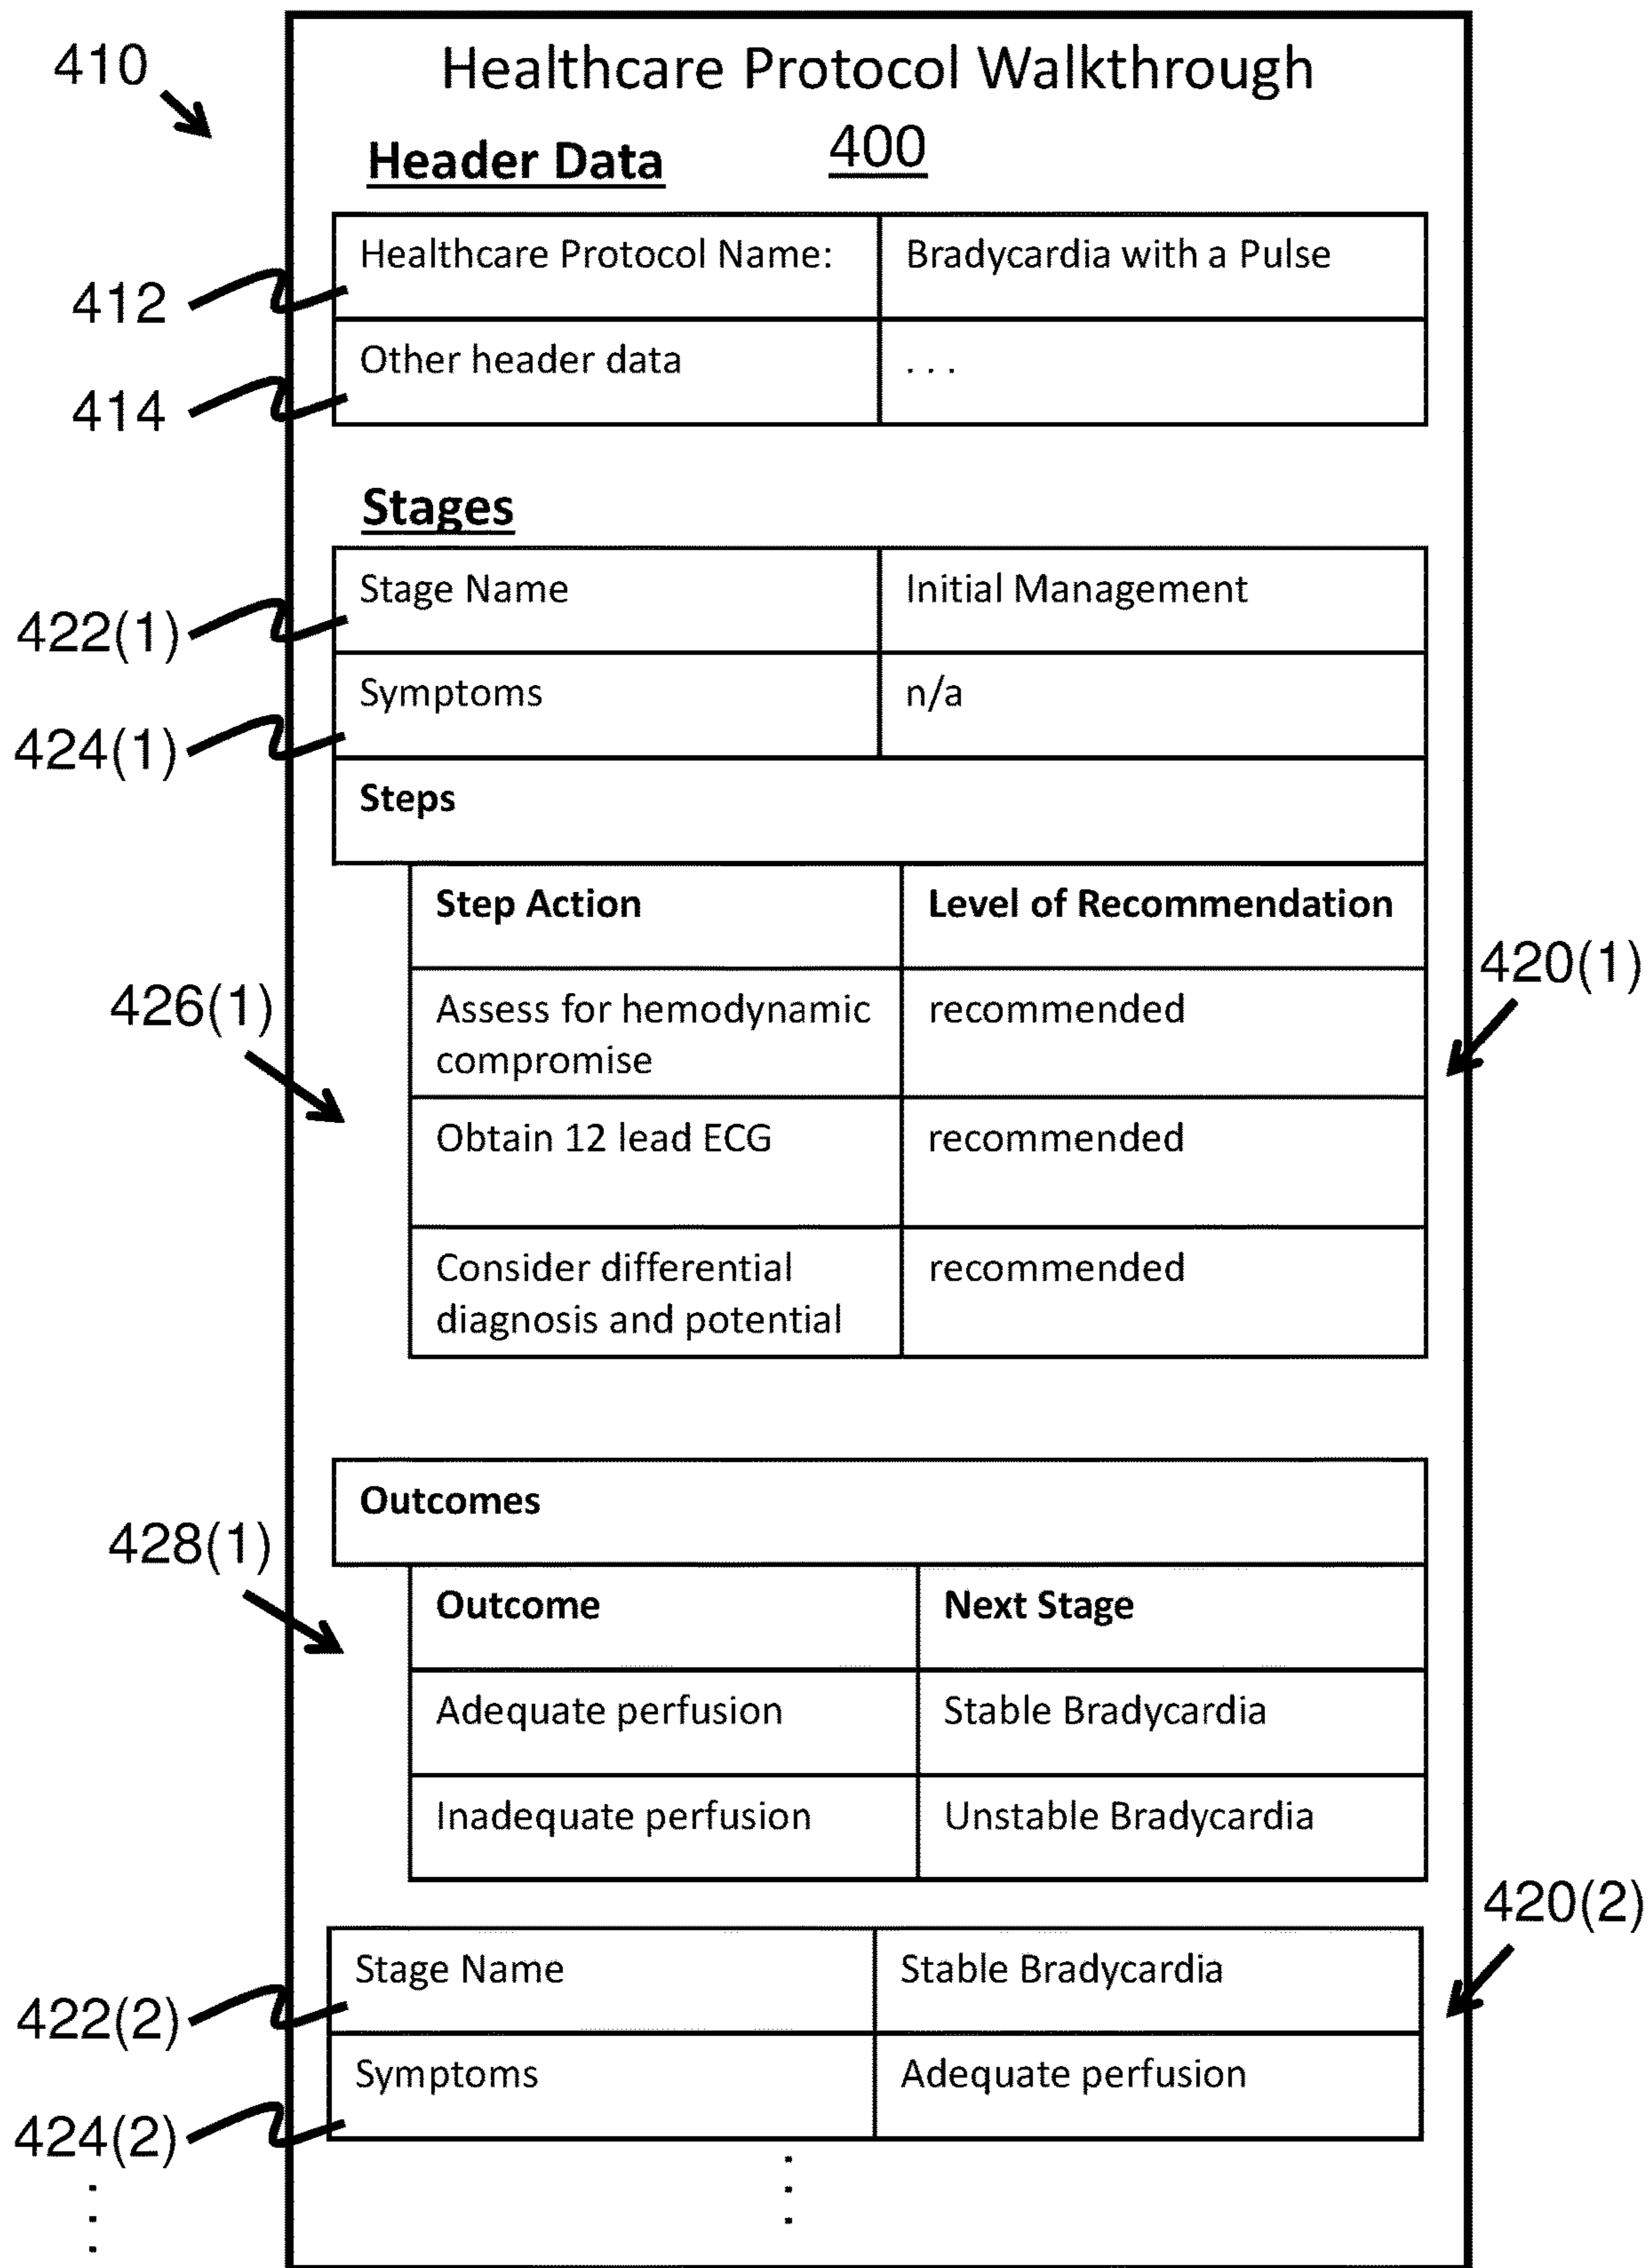 410
Healthcare Protocol Walkthrough
400
Header Data
412
Healthcare Protocol Name: Bradycardia with a Pulse
414
Other header data . . .
Stages
422(1)
Stage Name Initial Management
424(1)
Symptoms n/a
Steps
Step Action Level of Recommendation
420(1)
426(1)
Assess for hemodynamic recommended
compromise
Obtain 12 lead ECG recommended
Consider differential recommended
diagnosis and potential
Outcomes
428(1)
Outcome Next Stage
Adequate perfusion Stable Bradycardia
Inadequate perfusion Unstable Bradycardia
420(2)
422(2)
Stage Name Stable Bradycardia
424(2)
Symptoms Adequate perfusion